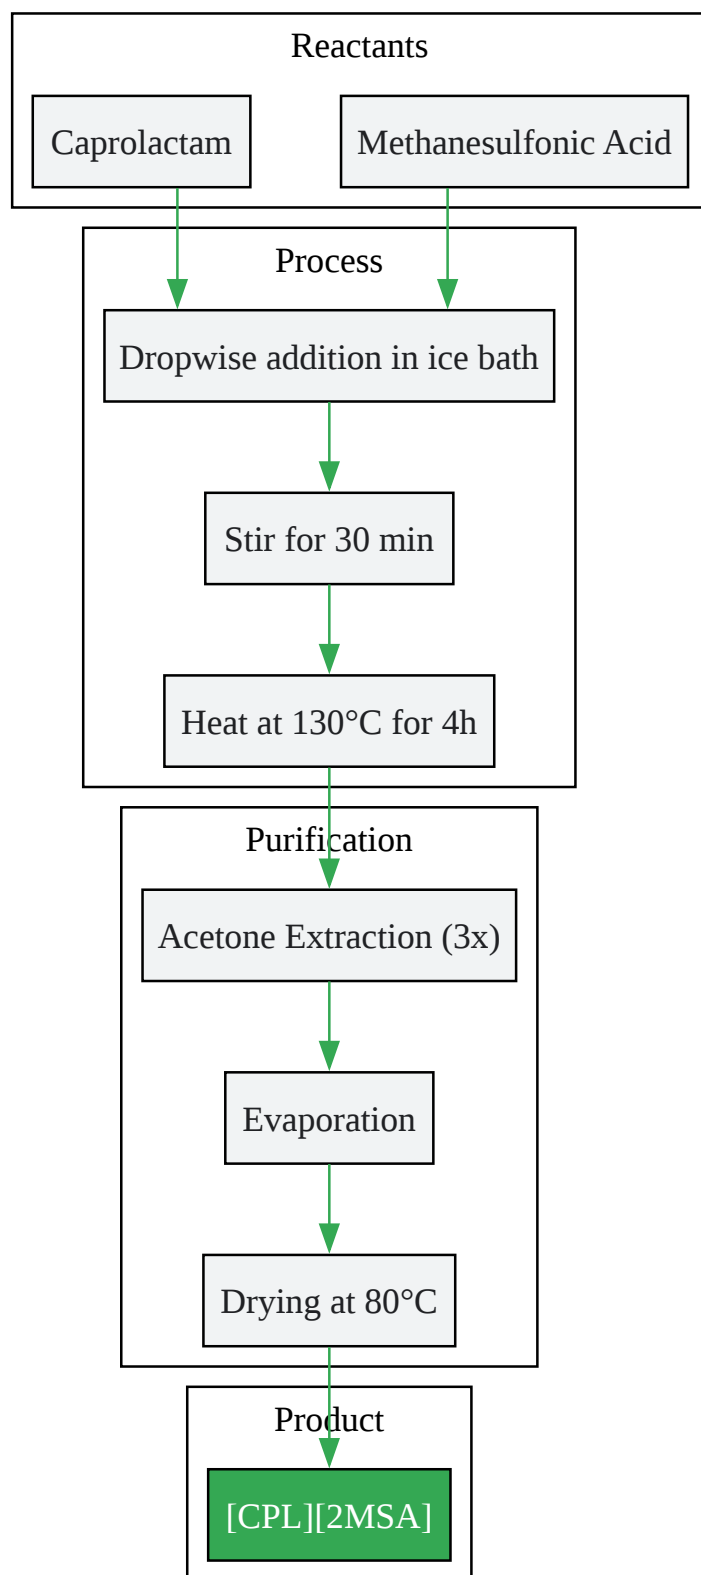 Reactants
Caprolactam
Methanesulfonic Acid
Process
Dropwise addition in ice bath
Stir for 30 min
Heat at 130°C for 4h
Purification
Acetone Extraction (3x)
Evaporation
Drying at 80°C
Product
[CPL][2MSA]